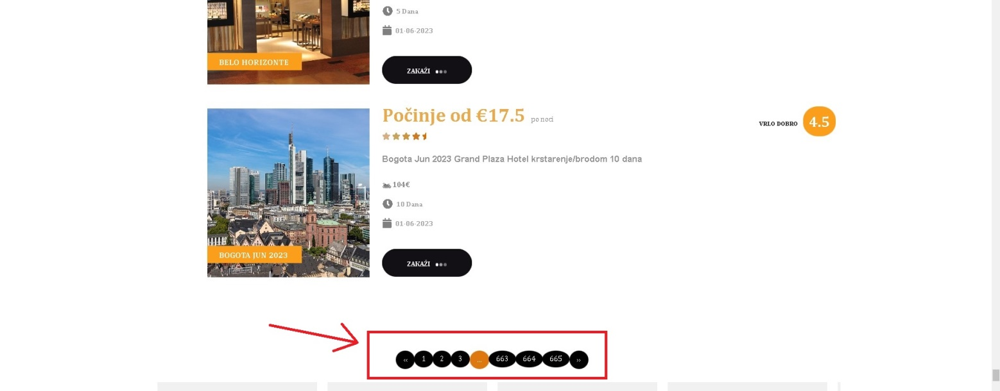 5 Dana
01-06-2023
BELO HORIZONTE
ZAKAŽI
Počinje od €17.5 po noci
VRLO DOBRO 4.5
Bogota Jun 2023 Grand Plaza Hotel krstarenje/brodom 10 dana
104€
10 Dana
01-06-2023
BOGOTA JUN 2023
ZAKAŽI
‹‹ 1 2 3 ... 663 664 665 ››